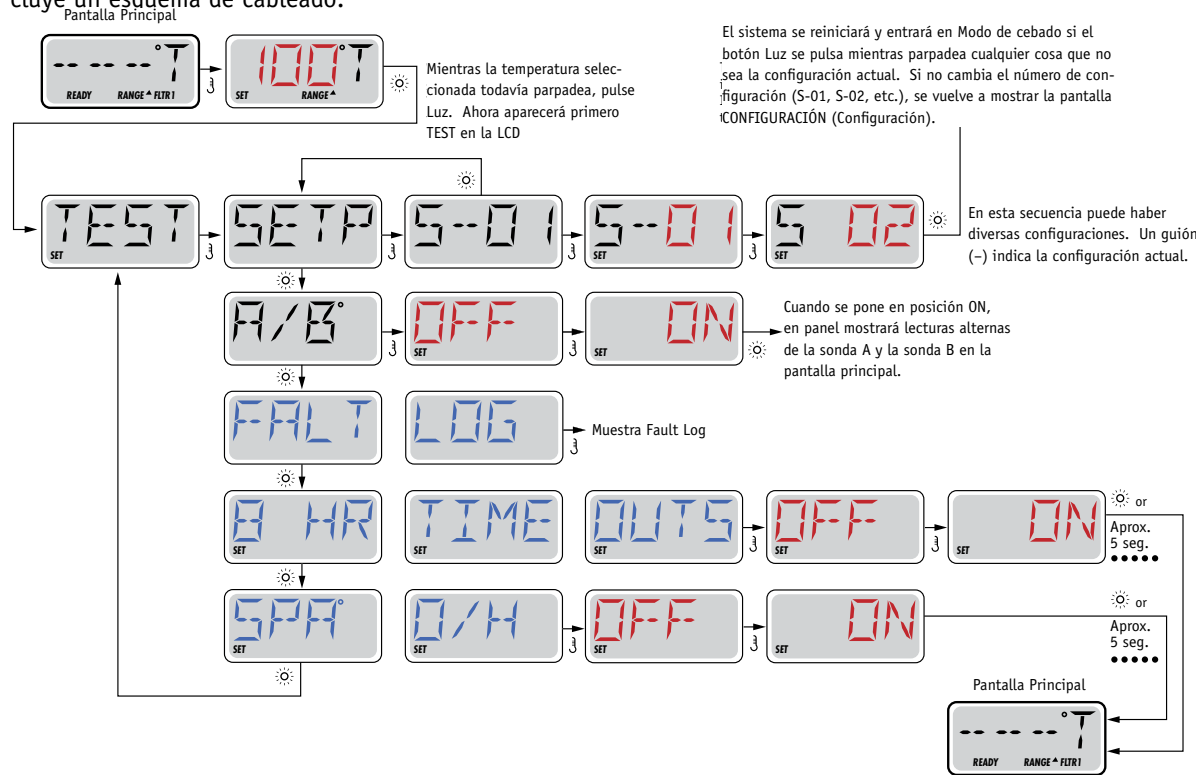 cluye un esquema de cableado.
Pantalla Principal
-- -- --°T
READY RANGE FLTR1
100°T
SET RANGE
Mientras la temperatura selec-
cionada todavía parpadea, pulse
Luz. Ahora aparecerá primero
TEST en la LCD
El sistema se reiniciará y entrará en Modo de cebado si el
botón Luz se pulsa mientras parpadea cualquier cosa que no
sea la configuración actual. Si no cambia el número de con-
figuración (S-01, S-02, etc.), se vuelve a mostrar la pantalla
CONFIGURACIÓN (Configuración).
TEST
SET
SETP
S-01
S-01
SET
S 02
SET
En esta secuencia puede haber
diversas configuraciones. Un guión
(–) indica la configuración actual.
A/B°
OFF
SET
ON
SET
Cuando se pone en posición ON,
en panel mostrará lecturas alternas
de la sonda A y la sonda B en la
pantalla principal.
FALT
LOG
Muestra Fault Log
8 HR
SET
TIME
SET
OUTS
SET
OFF
SET
ON
SET
or
Aprox.
5 seg.
SPA°
SET
O/H
SET
OFF
SET
ON
SET
or
Aprox.
5 seg.
Pantalla Principal
-- -- --°T
READY RANGE FLTR1